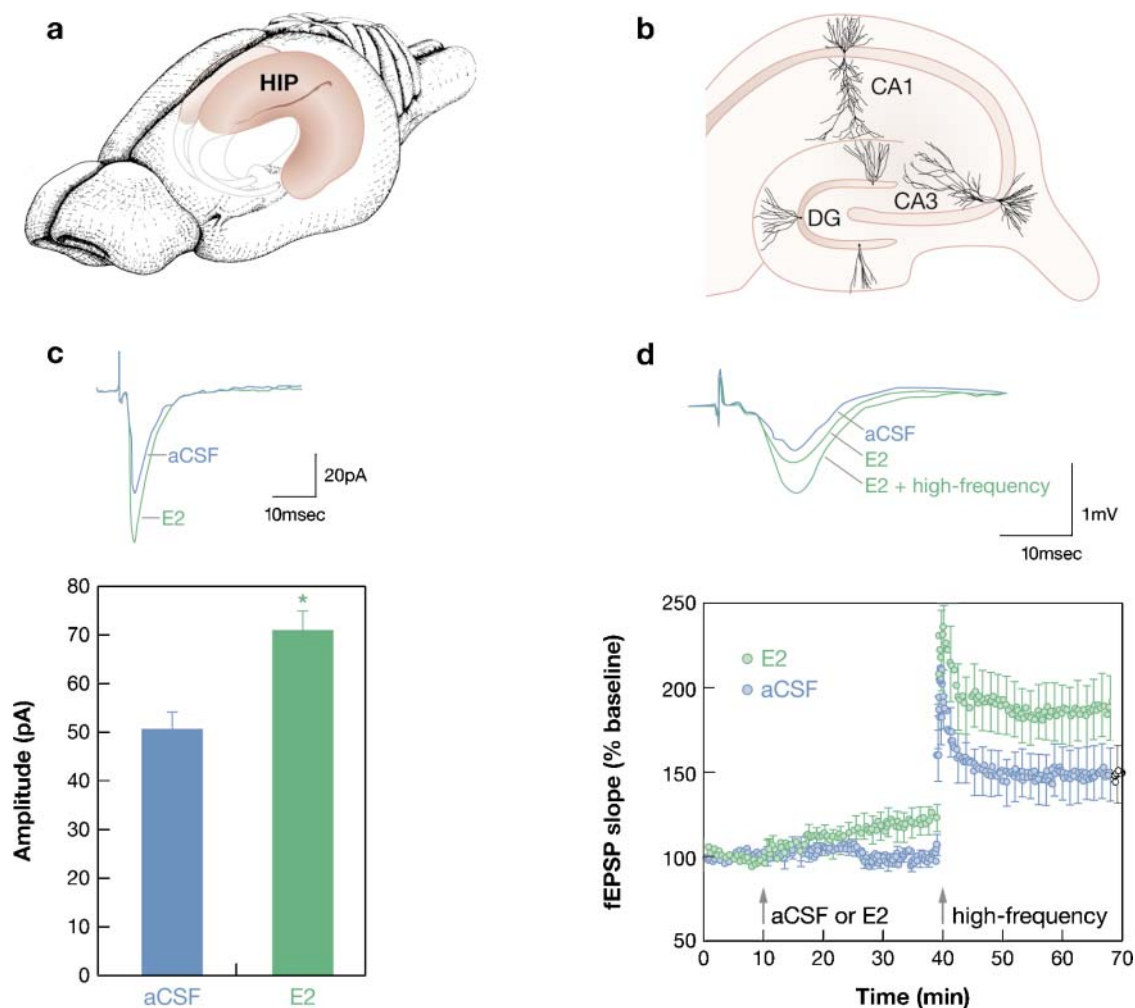 a
HIP
b
CA1
CA3
DG
c
aCSF
E2
20pA
10msec
80
70
60
50
40
30
20
10
0
Amplitude (pA)
*
aCSF
E2
d
aCSF
E2
E2 + high-frequency
1mV
10msec
250
200
150
100
50
fEPSP slope (% baseline)
E2
aCSF
aCSF or E2
high-frequency
0 10 20 30 40 50 60 70
Time (min)